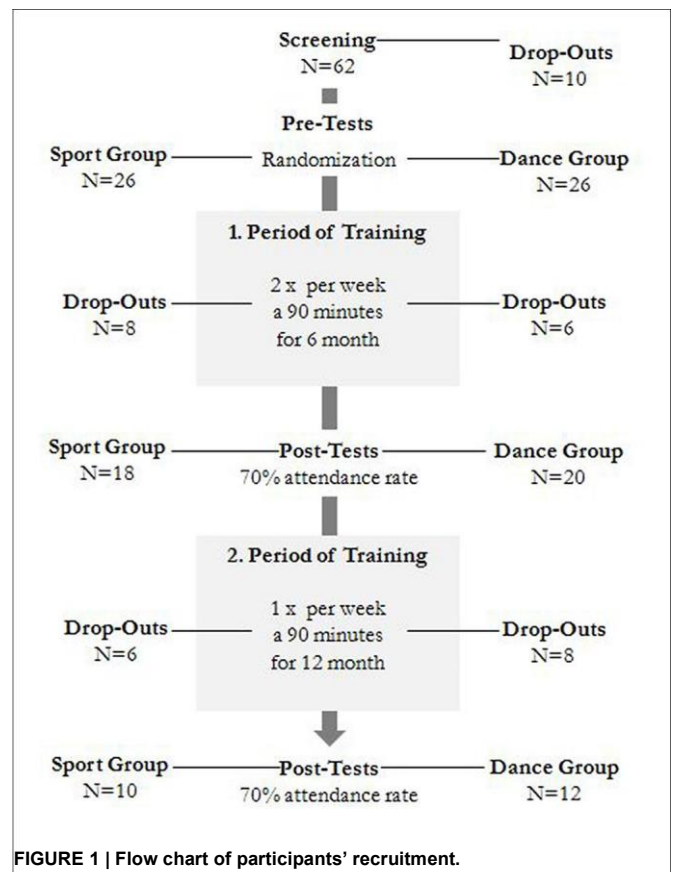 Screening
N=62
Drop-Outs
N=10
Pre-Tests
Sport Group
N=26
Randomization
Dance Group
N=26
1. Period of Training
2 x per week
a 90 minutes
for 6 month
Drop-Outs
N=8
Drop-Outs
N=6
Sport Group
N=18
Post-Tests
70% attendance rate
Dance Group
N=20
2. Period of Training
1 x per week
a 90 minutes
for 12 month
Drop-Outs
N=6
Drop-Outs
N=8
Sport Group
N=10
Post-Tests
70% attendance rate
Dance Group
N=12
FIGURE 1 | Flow chart of participants’ recruitment.